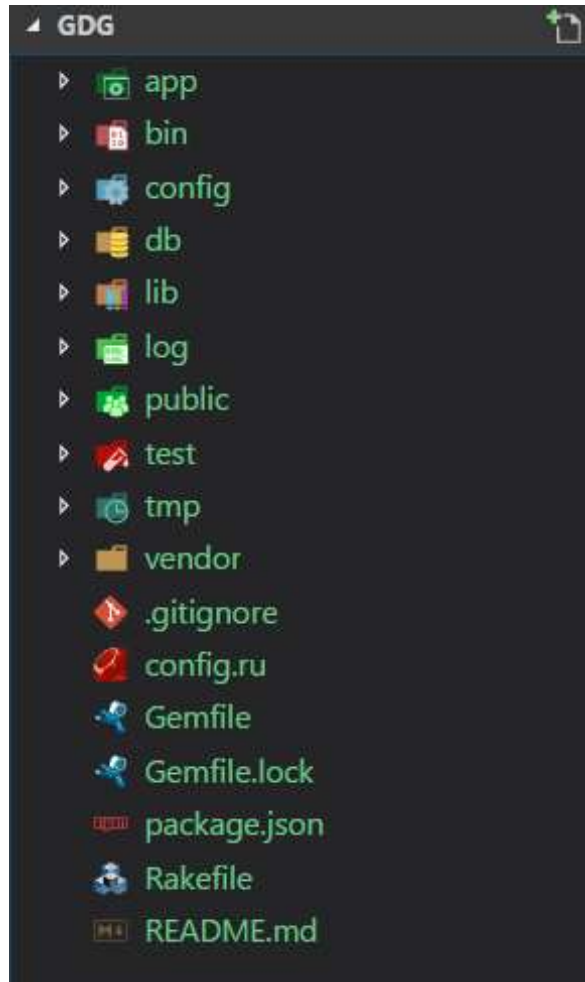 GDG
app
bin
config
db
lib
log
public
test
tmp
vendor
.gitignore
config.ru
Gemfile
Gemfile.lock
package.json
Rakefile
README.md